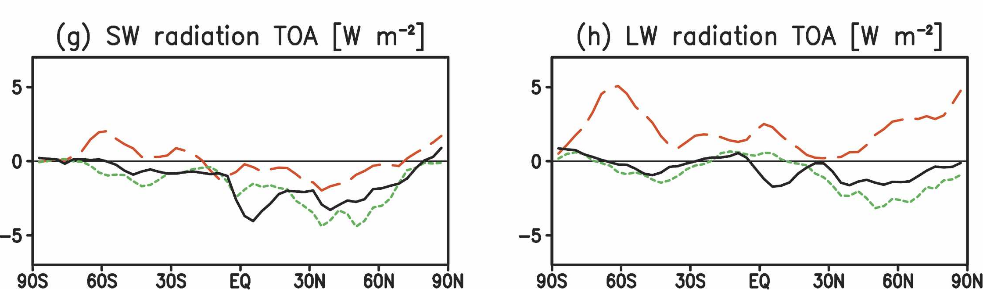 (g) SW radiation TOA [W m⁻²]
5
0
−5
90S 60S 30S EQ 30N 60N 90N
(h) LW radiation TOA [W m⁻²]
5
0
−5
90S 60S 30S EQ 30N 60N 90N